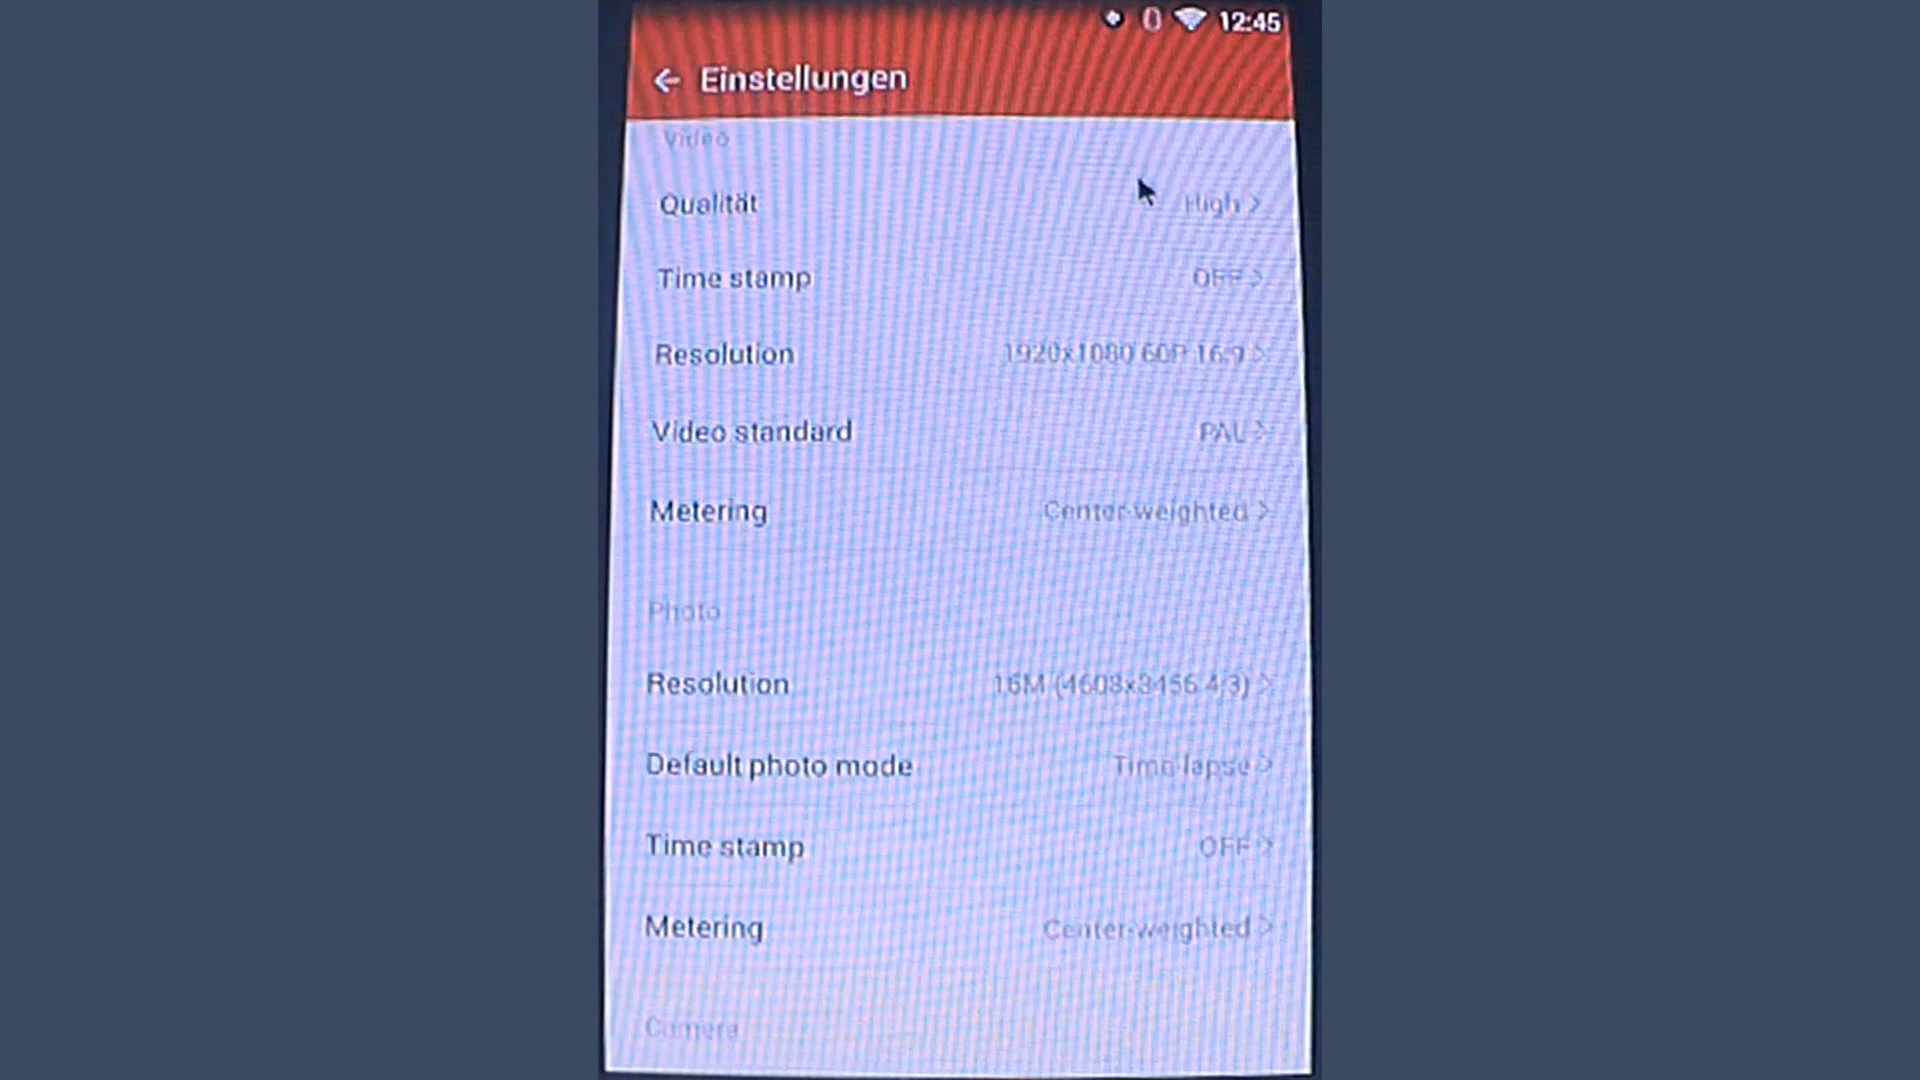 12:45
Einstellungen
Video
Qualität High
Time stamp OFF
Resolution 1920x1080 60P 16:9
Video standard PAL
Metering Center-weighted
Photo
Resolution 16M (4608x3456 4:3)
Default photo mode Time-lapse
Time stamp OFF
Metering Center-weighted
Camera